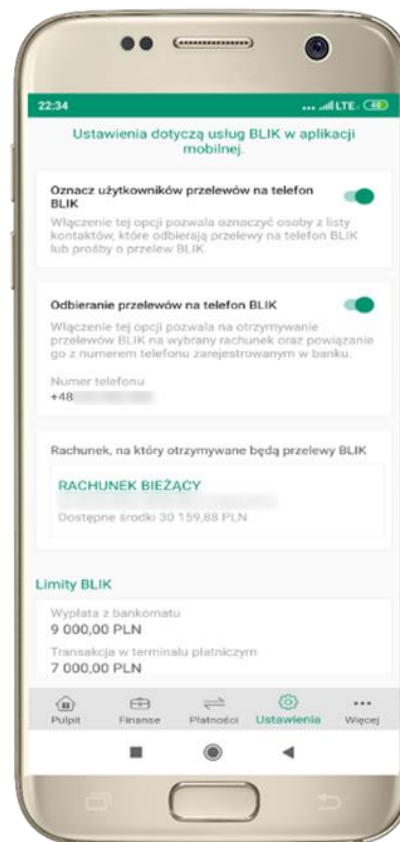 22:34
LTE 48
Ustawienia dotyczą usług BLIK w aplikacji
mobilnej.
Oznacz użytkowników przelewów na telefon
BLIK
Włączenie tej opcji pozwala oznaczyć osoby z listy
kontaktów, które odbierają przelewy na telefon BLIK
lub prośby o przelew BLIK.
Odbieranie przelewów na telefon BLIK
Włączenie tej opcji pozwala na otrzymywanie
przelewów BLIK na wybrany rachunek oraz powiązanie
go z numerem telefonu zarejestrowanym w banku.
Numer telefonu
+48
Rachunek, na który otrzymywane będą przelewy BLIK
RACHUNEK BIEŻĄCY
Dostępne środki 30 159,88 PLN
Limity BLIK
Wypłata z bankomatu
9 000,00 PLN
Transakcja w terminalu płatniczym
7 000,00 PLN
Pulpit Finanse Płatności Ustawienia Więcej